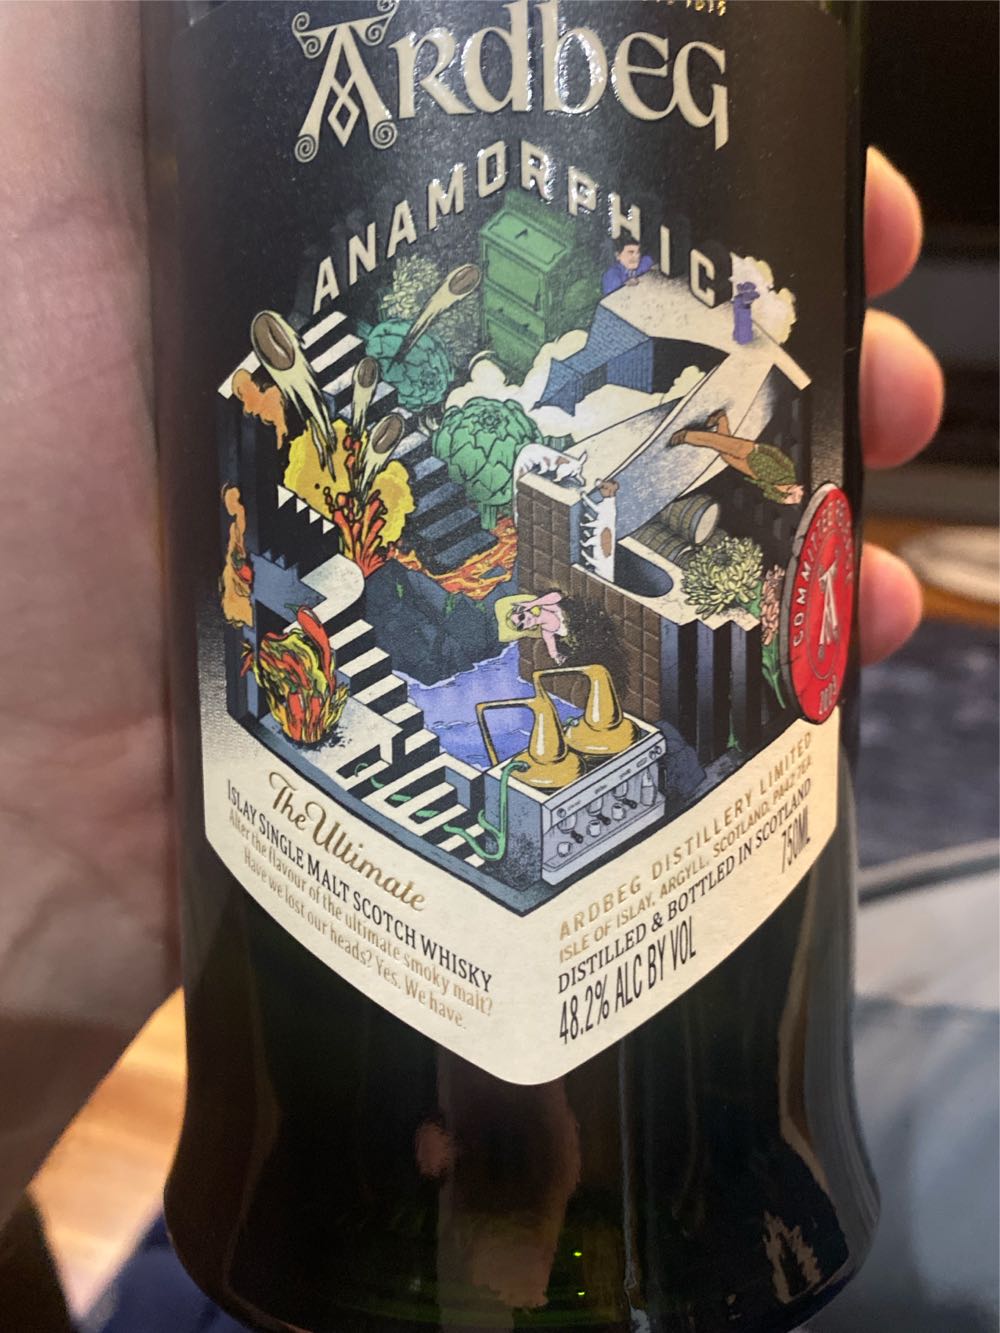 ARDBEG
ANAMORPHIC
COMMITTEE
The Ultimate
ISLAY SINGLE MALT SCOTCH WHISKY
Alter the flavour of the ultimate smoky malt?
Have we lost our heads? Yes. We have.
ARDBEG DISTILLERY LIMITED
ISLE OF ISLAY, ARGYLL, SCOTLAND, PA42 7EA
DISTILLED & BOTTLED IN SCOTLAND
48.2% ALC BY VOL
750ML